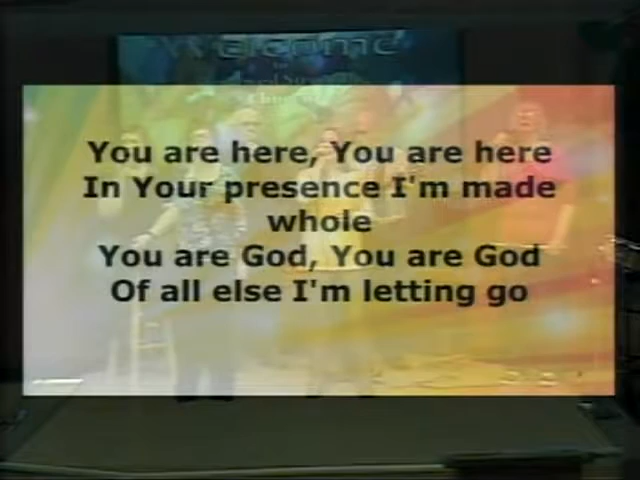 Welcome
You are here, You are here
In Your presence I'm made
whole
You are God, You are God
Of all else I'm letting go